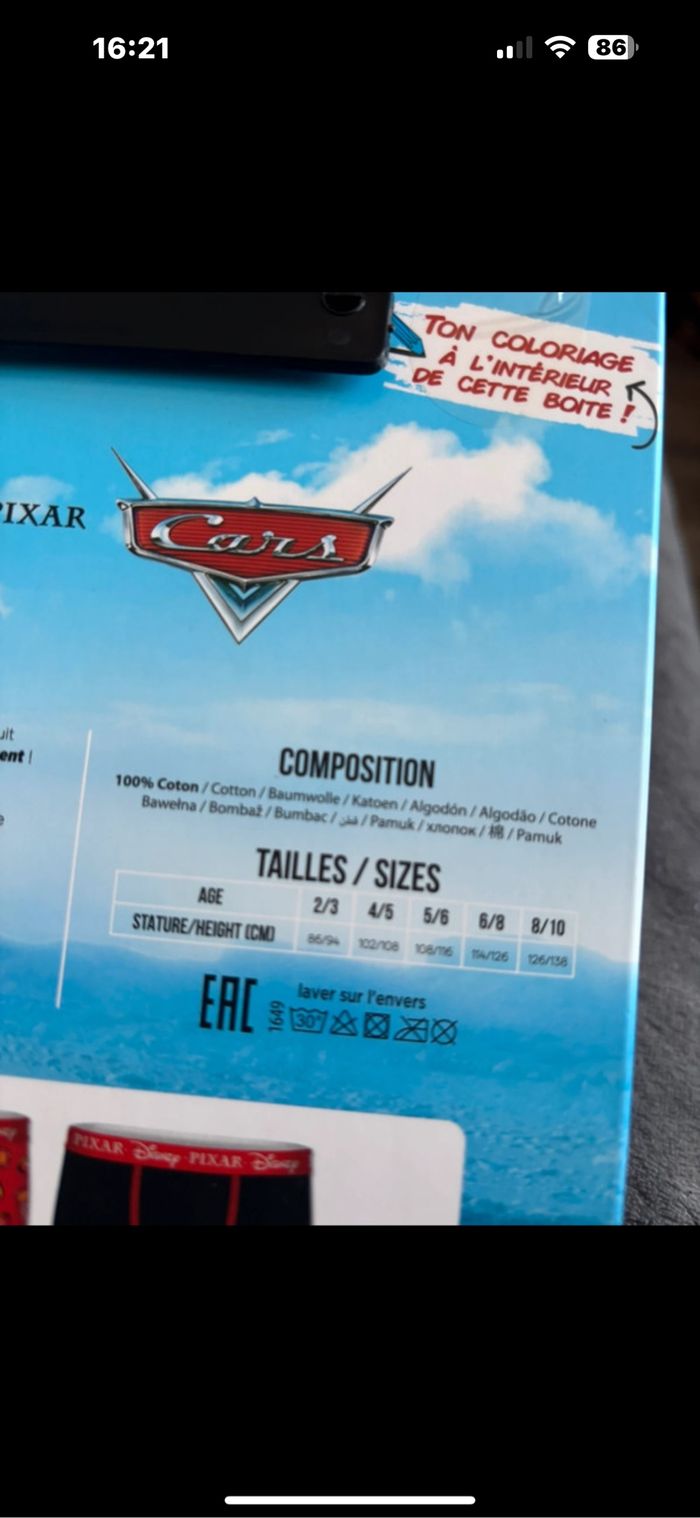 16:21
86
TON COLORIAGE
À L'INTÉRIEUR
DE CETTE BOITE !
PIXAR
Cars
uit
ent !
e
COMPOSITION
100% Coton / Cotton / Baumwolle / Katoen / Algodón / Algodão / Cotone
Bawełna / Bombaž / Bumbac / قطن / Pamuk / хлопок / 棉 / Pamuk
TAILLES / SIZES
AGE 2/3 4/5 5/6 6/8 8/10
STATURE/HEIGHT (CM) 86/94 102/108 108/116 114/126 126/138
EAC
1649
laver sur l'envers
30°
PIXAR Disney PIXAR Disney